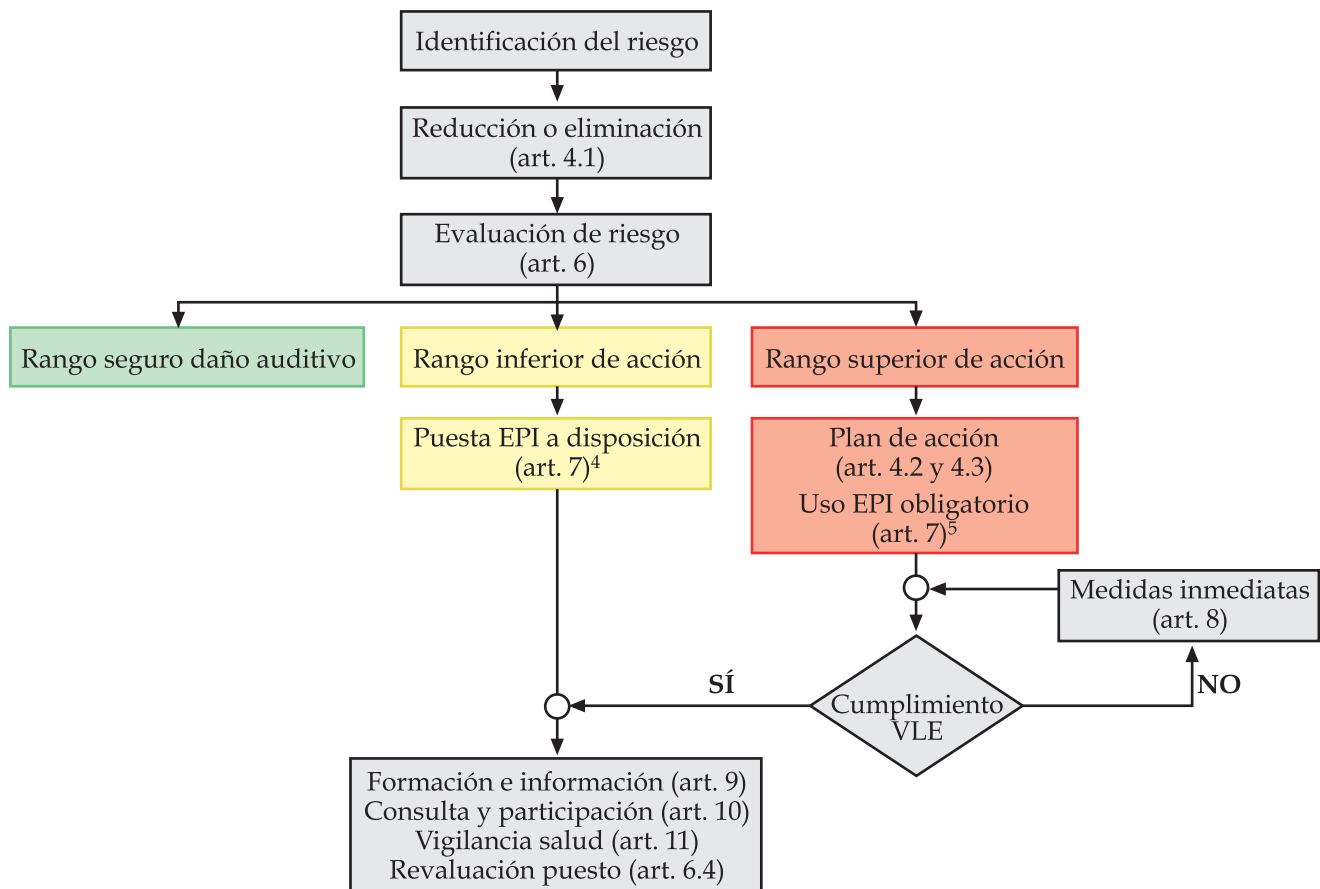 Identificación del riesgo
Reducción o eliminación
(art. 4.1)
Evaluación de riesgo
(art. 6)
Rango seguro daño auditivo
Rango inferior de acción
Rango superior de acción
Puesta EPI a disposición
(art. 7)⁴
Plan de acción
(art. 4.2 y 4.3)
Uso EPI obligatorio
(art. 7)⁵
Medidas inmediatas
(art. 8)
SÍ
NO
Cumplimiento
VLE
Formación e información (art. 9)
Consulta y participación (art. 10)
Vigilancia salud (art. 11)
Revaluación puesto (art. 6.4)